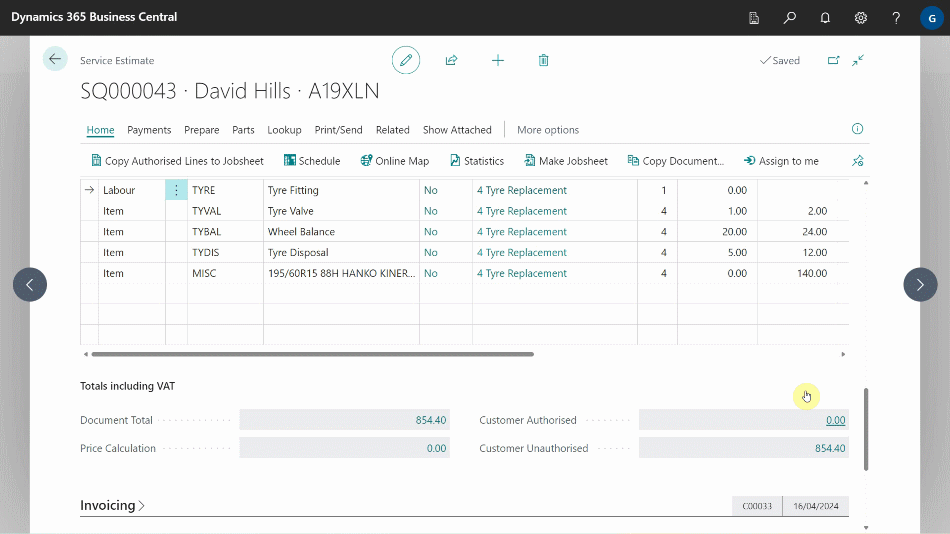 Dynamics 365 Business Central
G
Service Estimate
Saved
SQ000043 · David Hills · A19XLN
Home Payments Prepare Parts Lookup Print/Send Related Show Attached More options
Copy Authorised Lines to Jobsheet Schedule Online Map Statistics Make Jobsheet Copy Document... Assign to me
Labour TYRE Tyre Fitting No 4 Tyre Replacement 1 0.00
Item TYVAL Tyre Valve No 4 Tyre Replacement 4 1.00 2.00
Item TYBAL Wheel Balance No 4 Tyre Replacement 4 20.00 24.00
Item TYDIS Tyre Disposal No 4 Tyre Replacement 4 5.00 12.00
Item MISC 195/60R15 88H HANKO KINER... No 4 Tyre Replacement 4 0.00 140.00
Totals including VAT
Document Total 854.40 Customer Authorised 0.00
Price Calculation 0.00 Customer Unauthorised 854.40
Invoicing C00033 16/04/2024